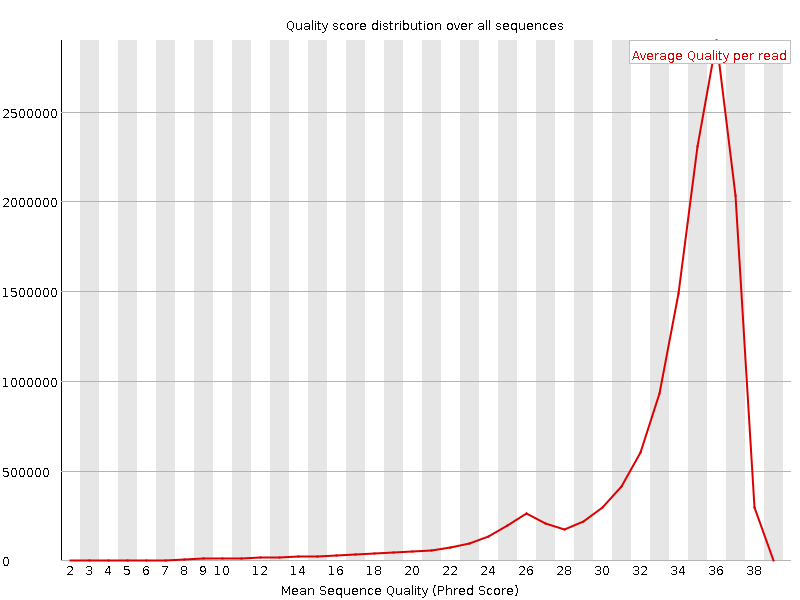 Quality score distribution over all sequences
Average Quality per read
2500000
2000000
1500000
1000000
500000
0
2 3 4 5 6 7 8 9 10 12 14 16 18 20 22 24 26 28 30 32 34 36 38
Mean Sequence Quality (Phred Score)